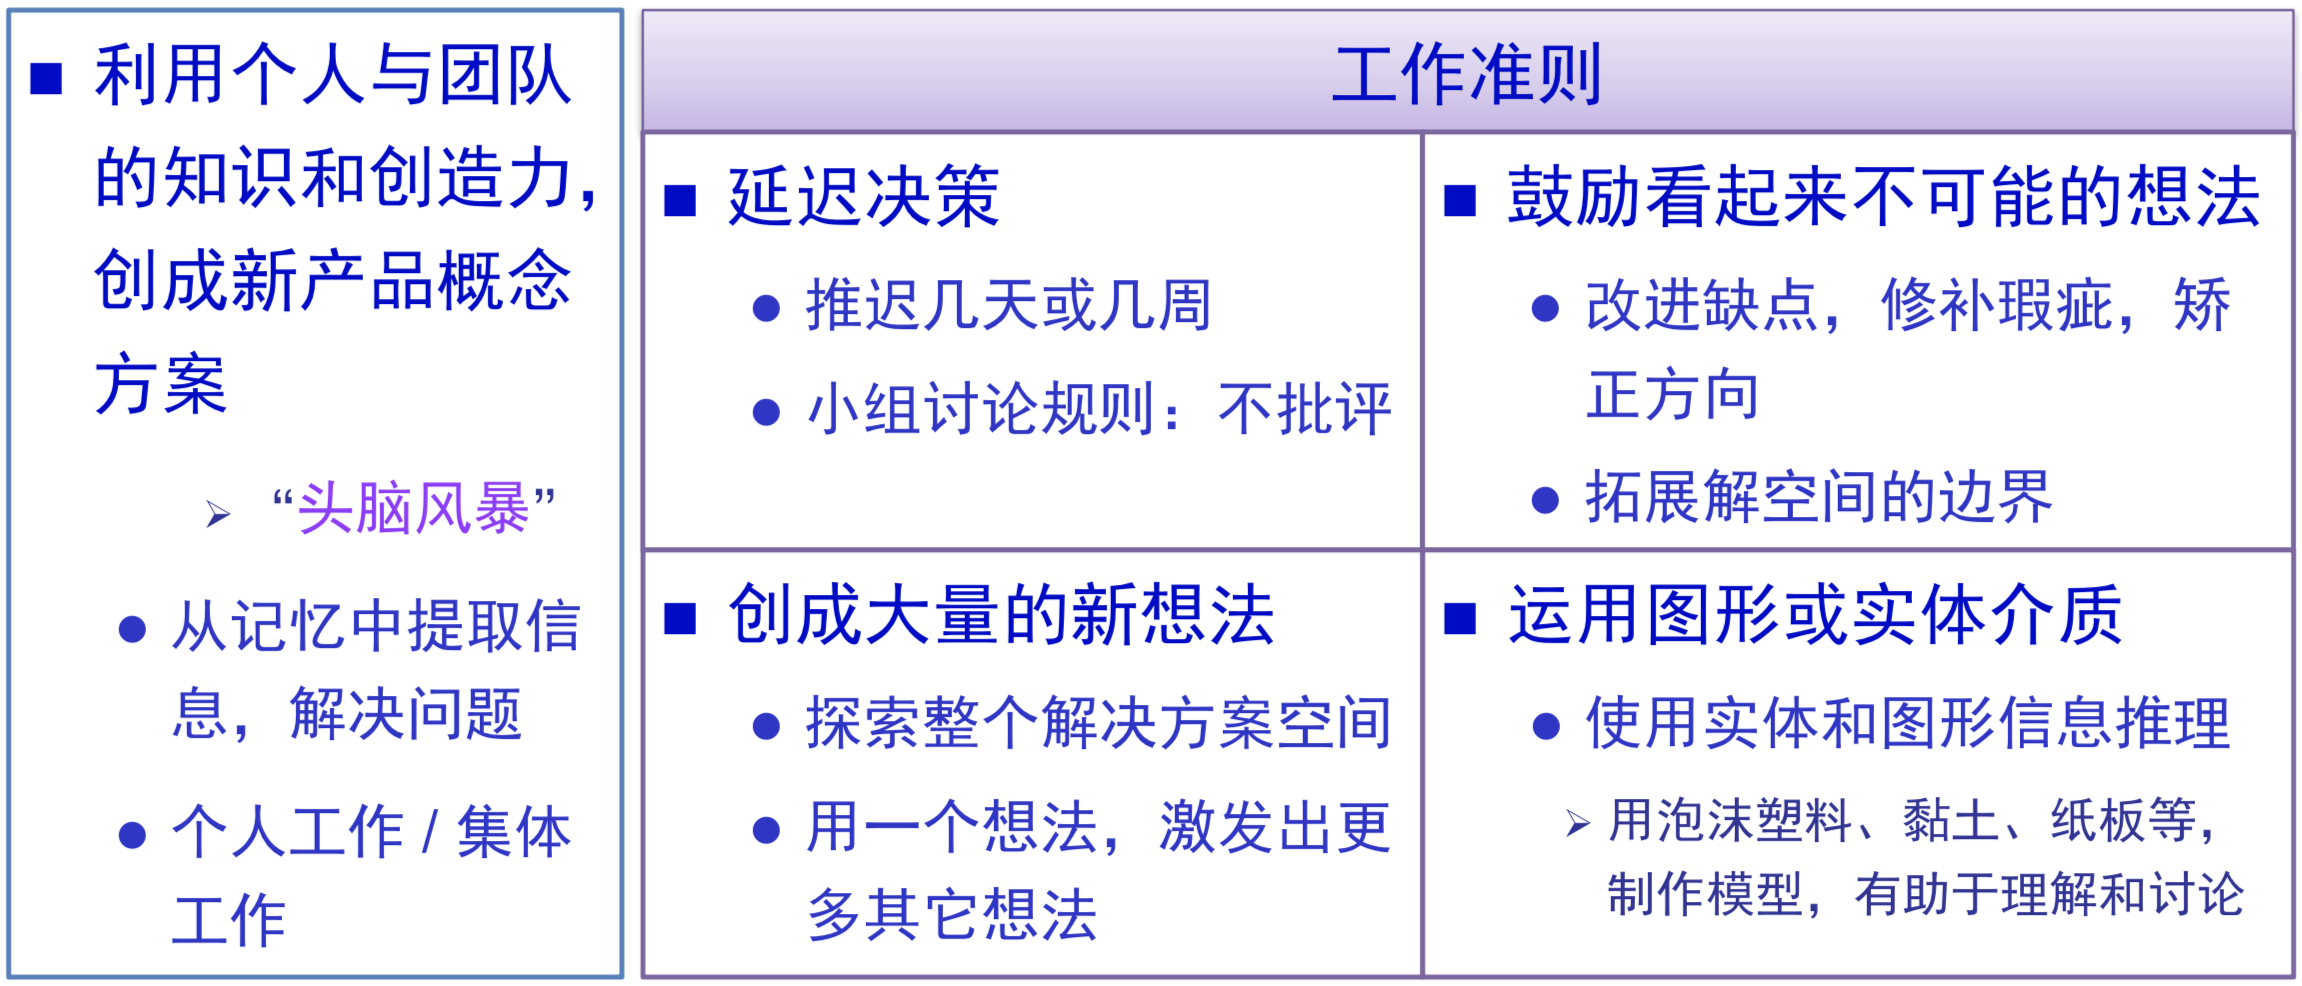 ■ 利用个人与团队
的知识和创造力,
创成新产品概念
方案
➢ “头脑风暴”
● 从记忆中提取信
息，解决问题
● 个人工作 / 集体
工作
工作准则
■ 延迟决策
● 推迟几天或几周
● 小组讨论规则：不批评
■ 鼓励看起来不可能的想法
● 改进缺点，修补瑕疵，矫
正方向
● 拓展解空间的边界
■ 创成大量的新想法
● 探索整个解决方案空间
● 用一个想法，激发出更
多其它想法
■ 运用图形或实体介质
● 使用实体和图形信息推理
➢ 用泡沫塑料、黏土、纸板等，
制作模型，有助于理解和讨论